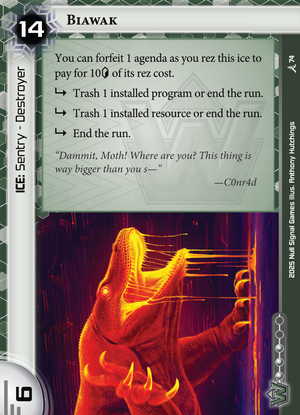 14
BIAWAK
ICE: Sentry - Destroyer
You can forfeit 1 agenda as you rez this ice to
pay for 10 of its rez cost.
↳ Trash 1 installed program or end the run.
↳ Trash 1 installed resource or end the run.
↳ End the run.
“Dammit, Moth! Where are you? This thing is
way bigger than you s—”
—C0nr4d
74
2025 Null Signal Games Illus. Anthony Hutchings
6